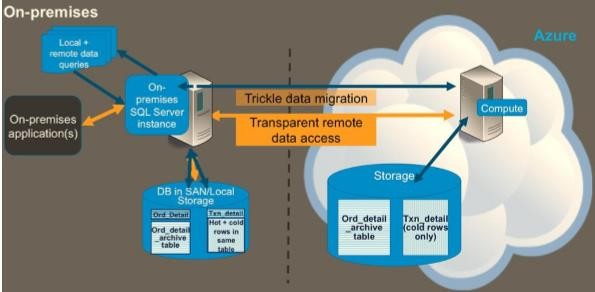 On-premises
Azure
Local +
remote data
queries
On-
premises
SQL Server
instance
On-premises
application(s)
Trickle data migration
Transparent remote
data access
Compute
DB in SAN/Local
Storage
Ord_Detail
Ord_detail
_archive
table
Txn_detail
Hot + cold
rows in
same
table
Storage
Ord_detail
_archive
table
Txn_detail
(cold rows
only)